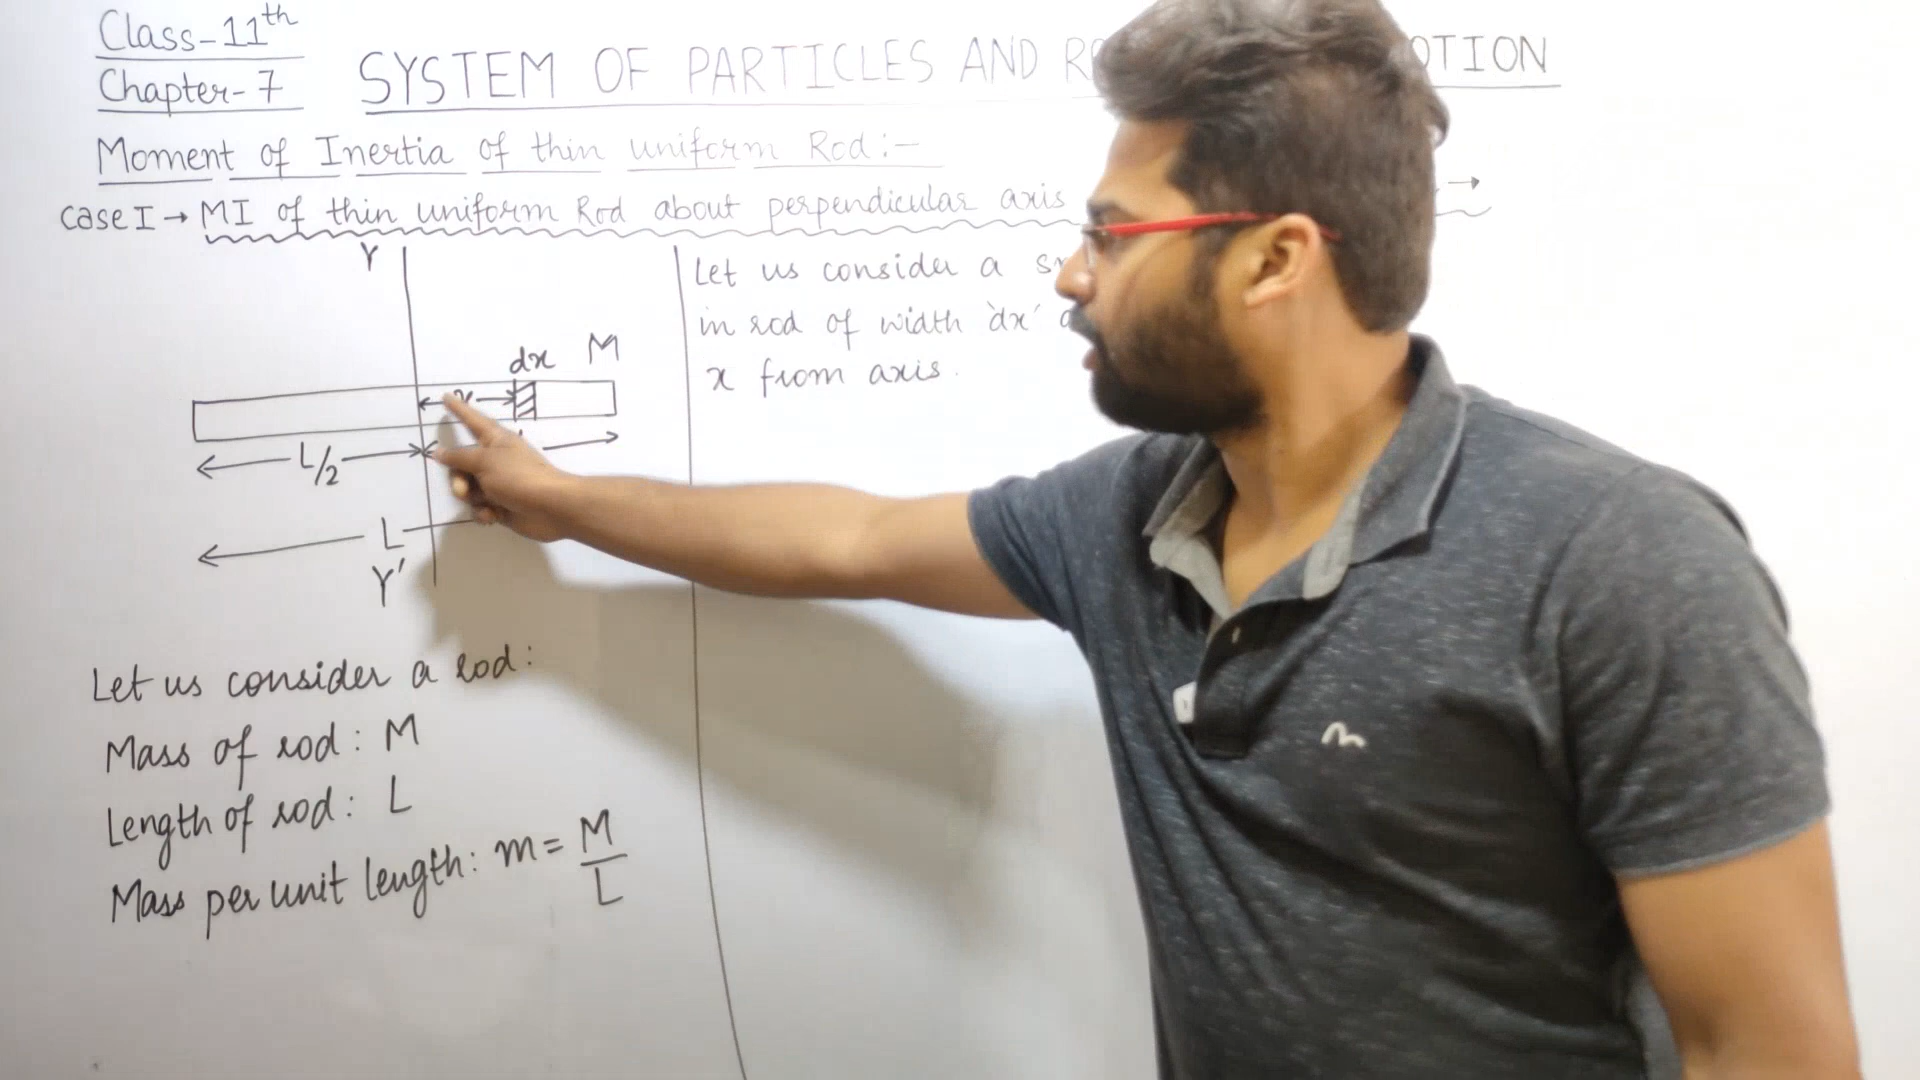 Class-11th
Chapter-7
SYSTEM OF PARTICLES AND R OTION
Moment of Inertia of thin uniform Rod:-
Case I → MI of thin uniform Rod about perpendicular axis →
Y
dx M
x
L/2
L
Y'
Let us consider a rod:
Mass of rod: M
Length of rod: L
Mass per unit length: m = M/L
Let us consider a
in rod of width 'dx'
x from axis.